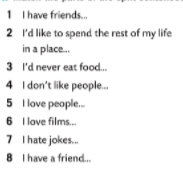 1 I have friends...
2 I'd like to spend the rest of my life
in a place...
3 I'd never eat food...
4 I don't like people...
5 I love people...
6 I love films...
7 I hate jokes...
8 I have a friend...